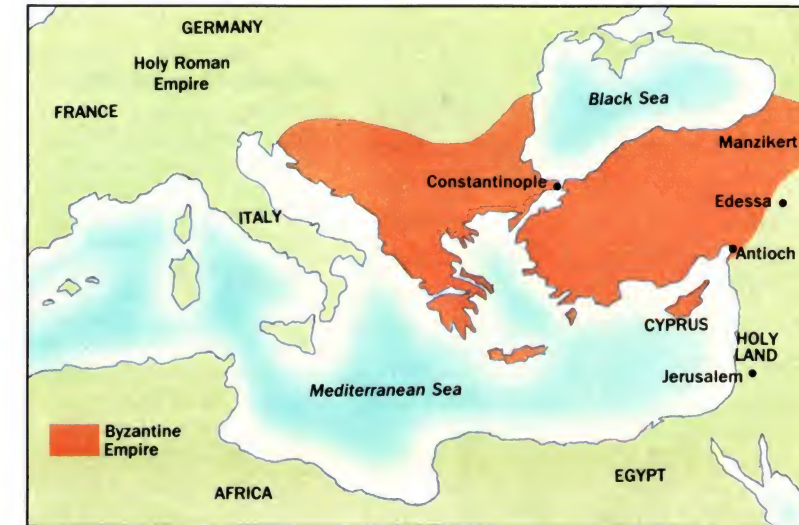 GERMANY
Holy Roman
Empire
FRANCE
Black Sea
Manzikert
Constantinople
Edessa
ITALY
Antioch
CYPRUS
HOLY
LAND
Jerusalem
Mediterranean Sea
Byzantine
Empire
EGYPT
AFRICA